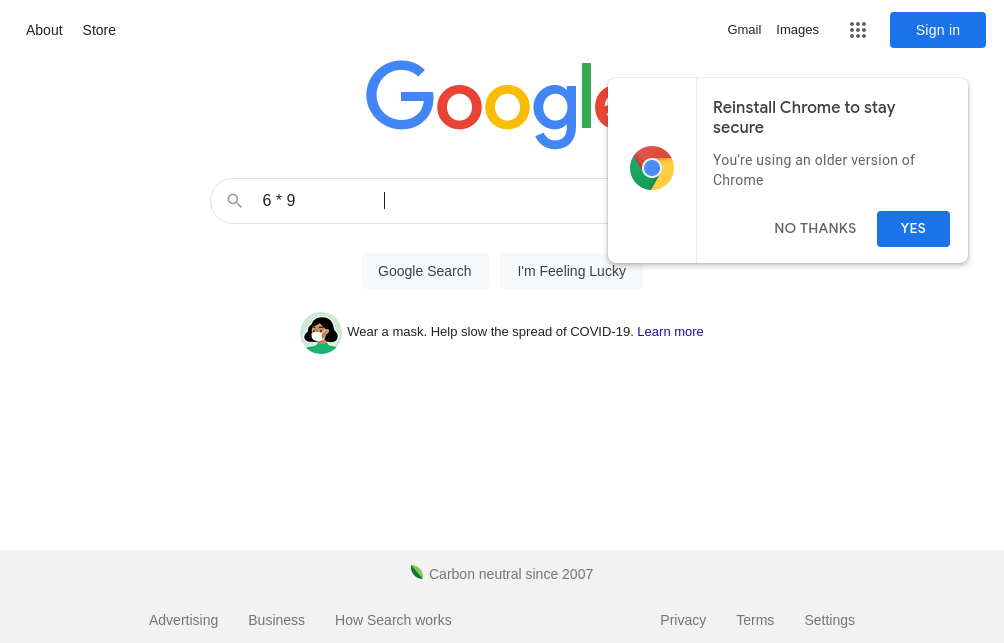 About Store Gmail Images Sign in
Google
Reinstall Chrome to stay
secure
You're using an older version of
Chrome
NO THANKS YES
6 * 9
Google Search I'm Feeling Lucky
Wear a mask. Help slow the spread of COVID-19. Learn more
Carbon neutral since 2007
Advertising Business How Search works Privacy Terms Settings